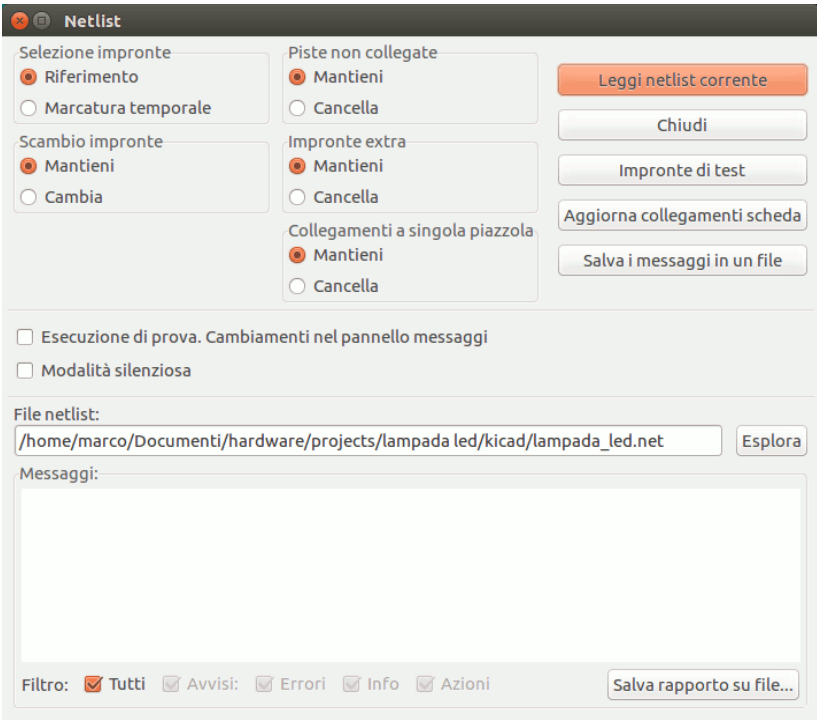 Netlist
Selezione impronte
Riferimento
Marcatura temporale
Scambio impronte
Mantieni
Cambia
Piste non collegate
Mantieni
Cancella
Impronte extra
Mantieni
Cancella
Collegamenti a singola piazzola
Mantieni
Cancella
Leggi netlist corrente
Chiudi
Impronte di test
Aggiorna collegamenti scheda
Salva i messaggi in un file
Esecuzione di prova. Cambiamenti nel pannello messaggi
Modalità silenziosa
File netlist:
/home/marco/Documenti/hardware/projects/lampada led/kicad/lampada_led.net Esplora
Messaggi:
Filtro: Tutti Avvisi: Errori Info Azioni Salva rapporto su file...